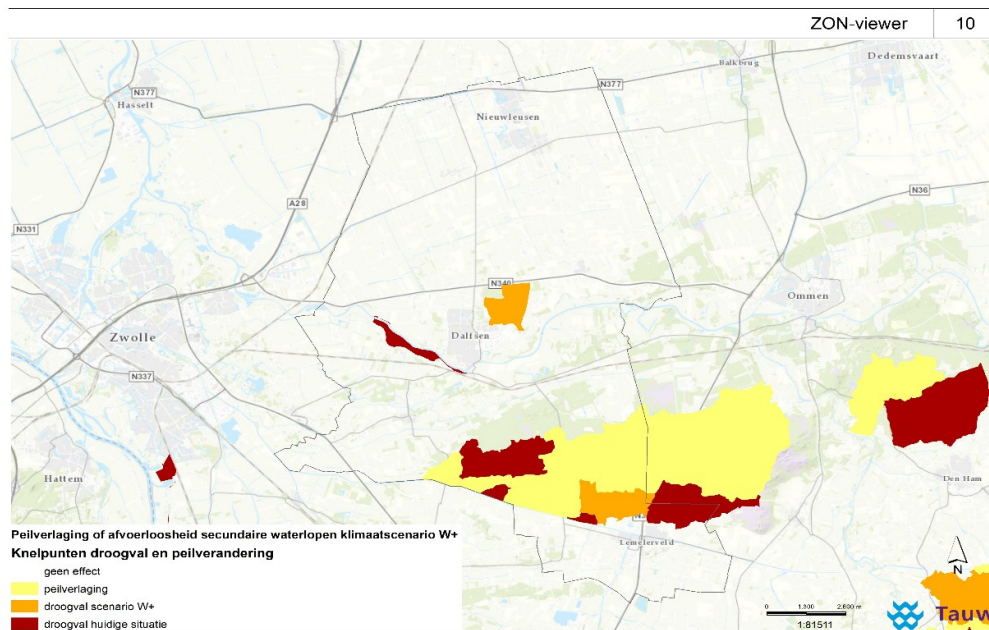 ZON-viewer 10
Dedemsvaart
Balkbrug
N377
N377
Hasselt
Nieuwleusen
N36
A28
N331
N340
Ommen
Zwolle
Dalfsen
N337
Hattem
Den Ham
Lemelerveld
Peilverlaging of afvoerloosheid secundaire waterlopen klimaatscenario W+
Knelpunten droogval en peilverandering
geen effect
peilverlaging
droogval scenario W+
droogval huidige situatie
N
0 1.300 2.600 m
1:81511
Tauw